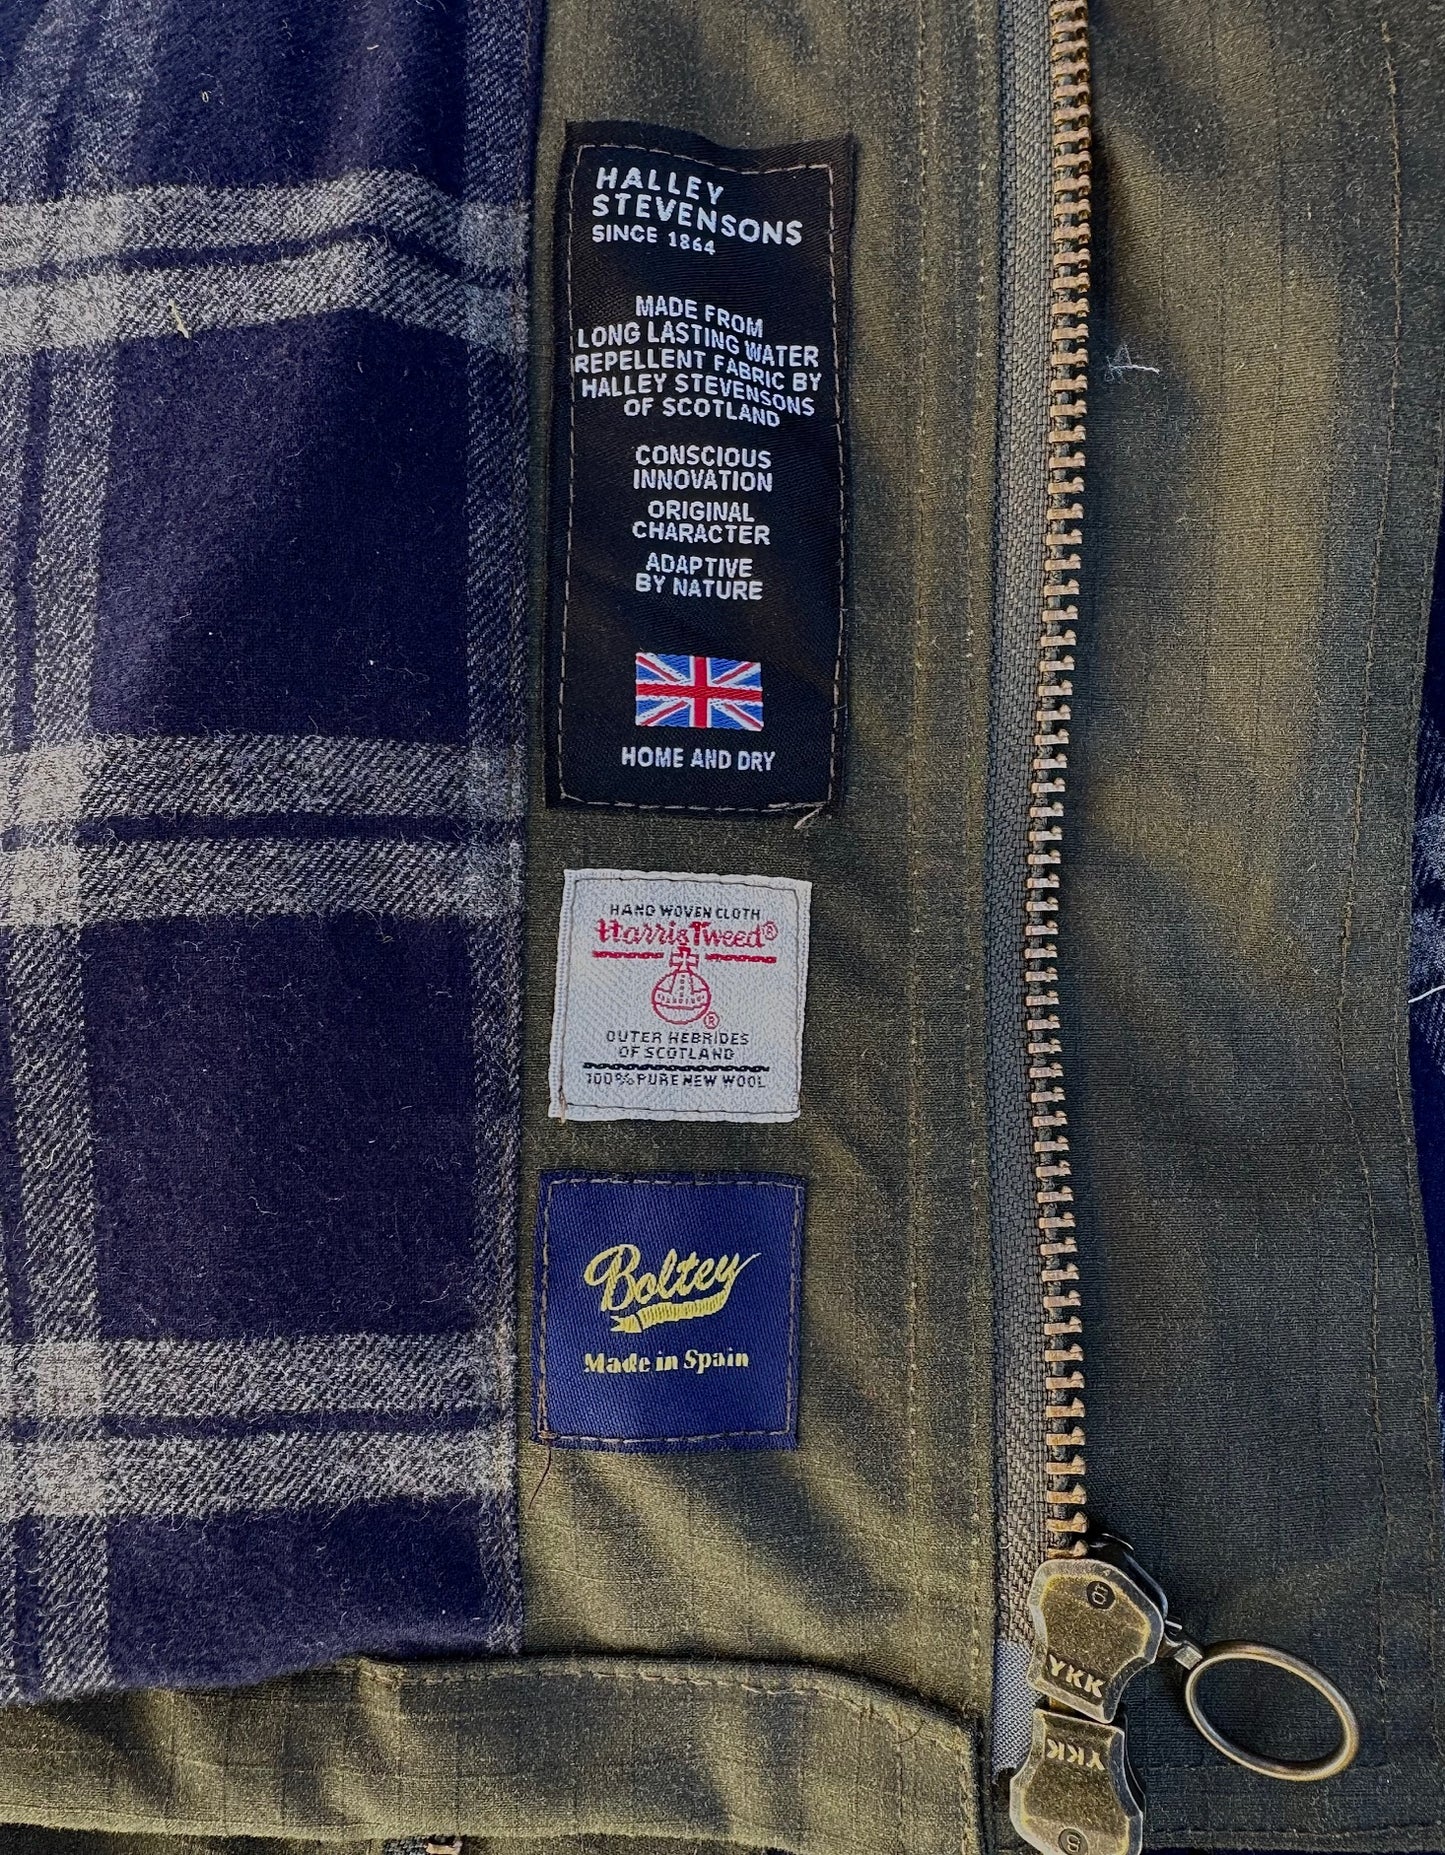 HALLEY
STEVENSONS
SINCE 1864
MADE FROM
LONG LASTING WATER
REPELLENT FABRIC BY
HALLEY STEVENSONS
OF SCOTLAND
CONSCIOUS
INNOVATION
ORIGINAL
CHARACTER
ADAPTIVE
BY NATURE
HOME AND DRY
HAND WOVEN CLOTH
Harris Tweed®
®
OUTER HEBRIDES
OF SCOTLAND
100% PURE NEW WOOL
Boltey
Made in Spain
8
YKK
YKK
8